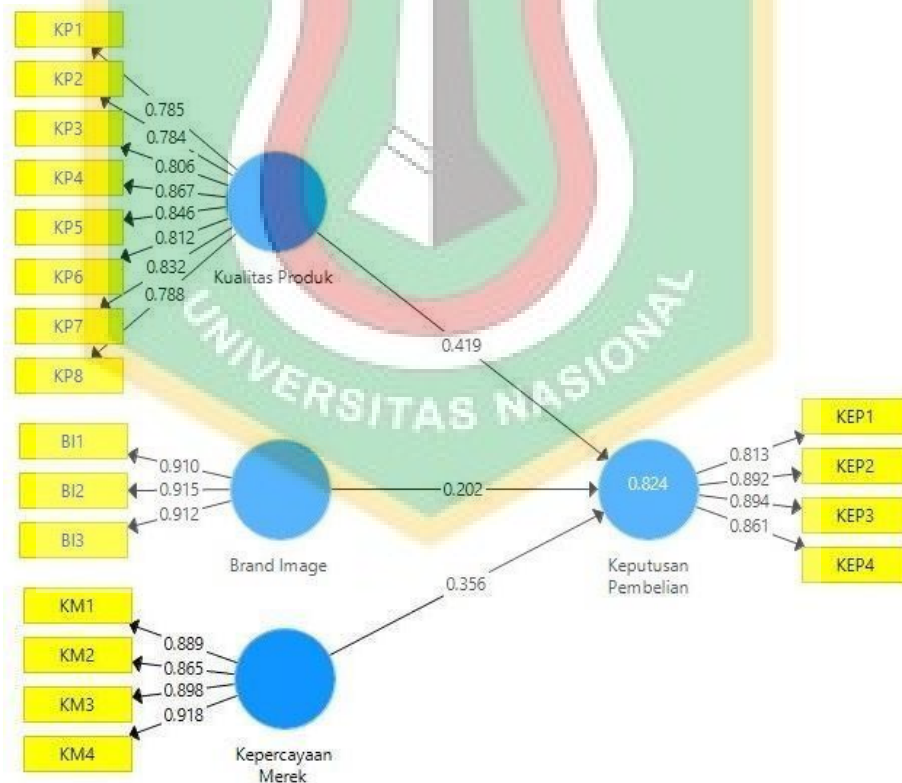 KP1
KP2
KP3
KP4
KP5
KP6
KP7
KP8
0.785
0.784
0.806
0.867
0.846
0.812
0.832
0.788
Kualitas Produk
0.419
UNIVERSITAS NASIONAL
BI1
BI2
BI3
0.910
0.915
0.912
Brand Image
0.202
KM1
KM2
KM3
KM4
0.889
0.865
0.898
0.918
Kepercayaan
Merek
0.356
0.824
Keputusan
Pembelian
0.813
0.892
0.894
0.861
KEP1
KEP2
KEP3
KEP4